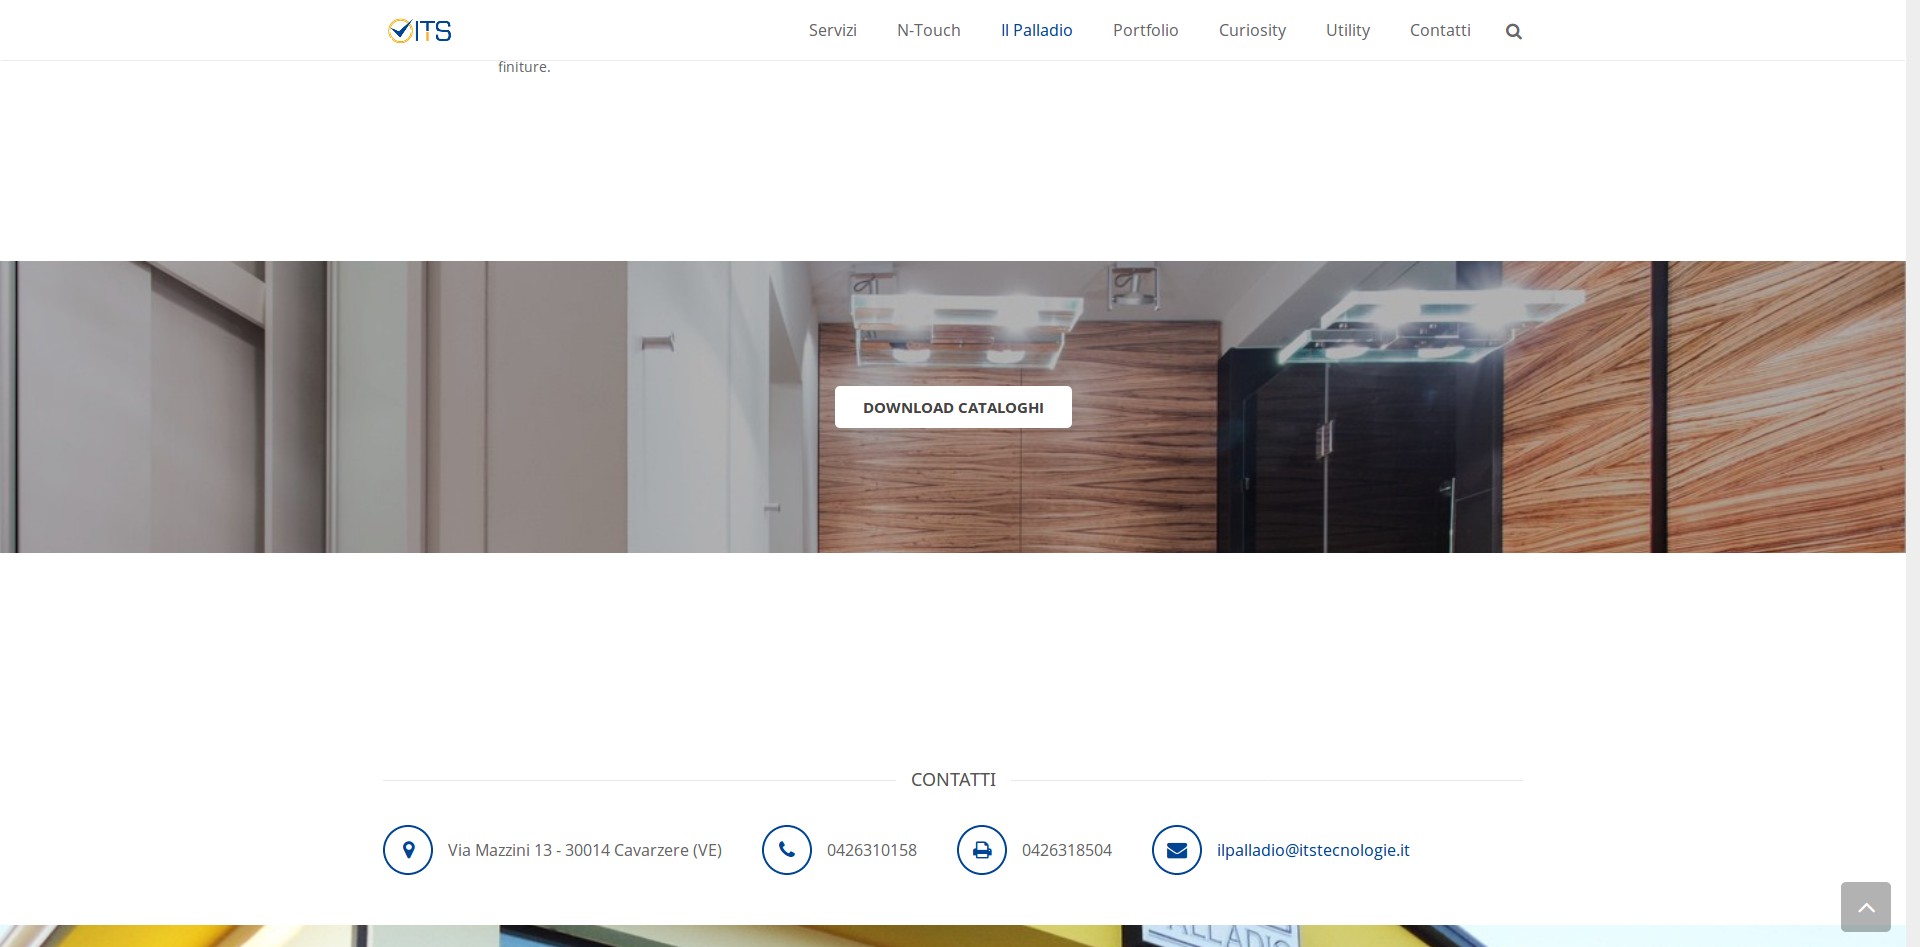 ITS
Servizi
N-Touch
Il Palladio
Portfolio
Curiosity
Utility
Contatti
finiture.
DOWNLOAD CATALOGHI
CONTATTI
Via Mazzini 13 - 30014 Cavarzere (VE)
0426310158
0426318504
ilpalladio@itstecnologie.it